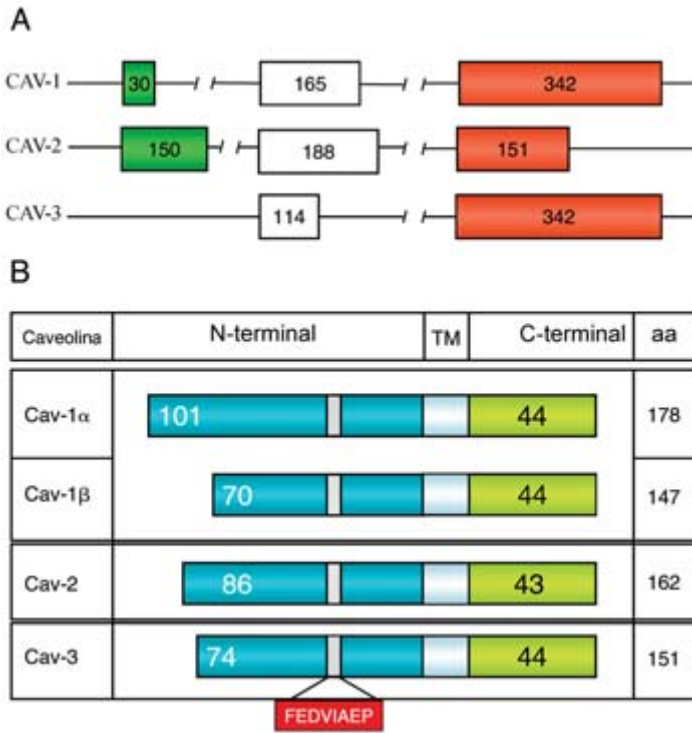 A
CAV-1 30 165 342
CAV-2 150 188 151
CAV-3 114 342
B
Caveolina N-terminal TM C-terminal aa
Cav-1α 101 44 178
Cav-1β 70 44 147
Cav-2 86 43 162
Cav-3 74 44 151
FEDVIAEP